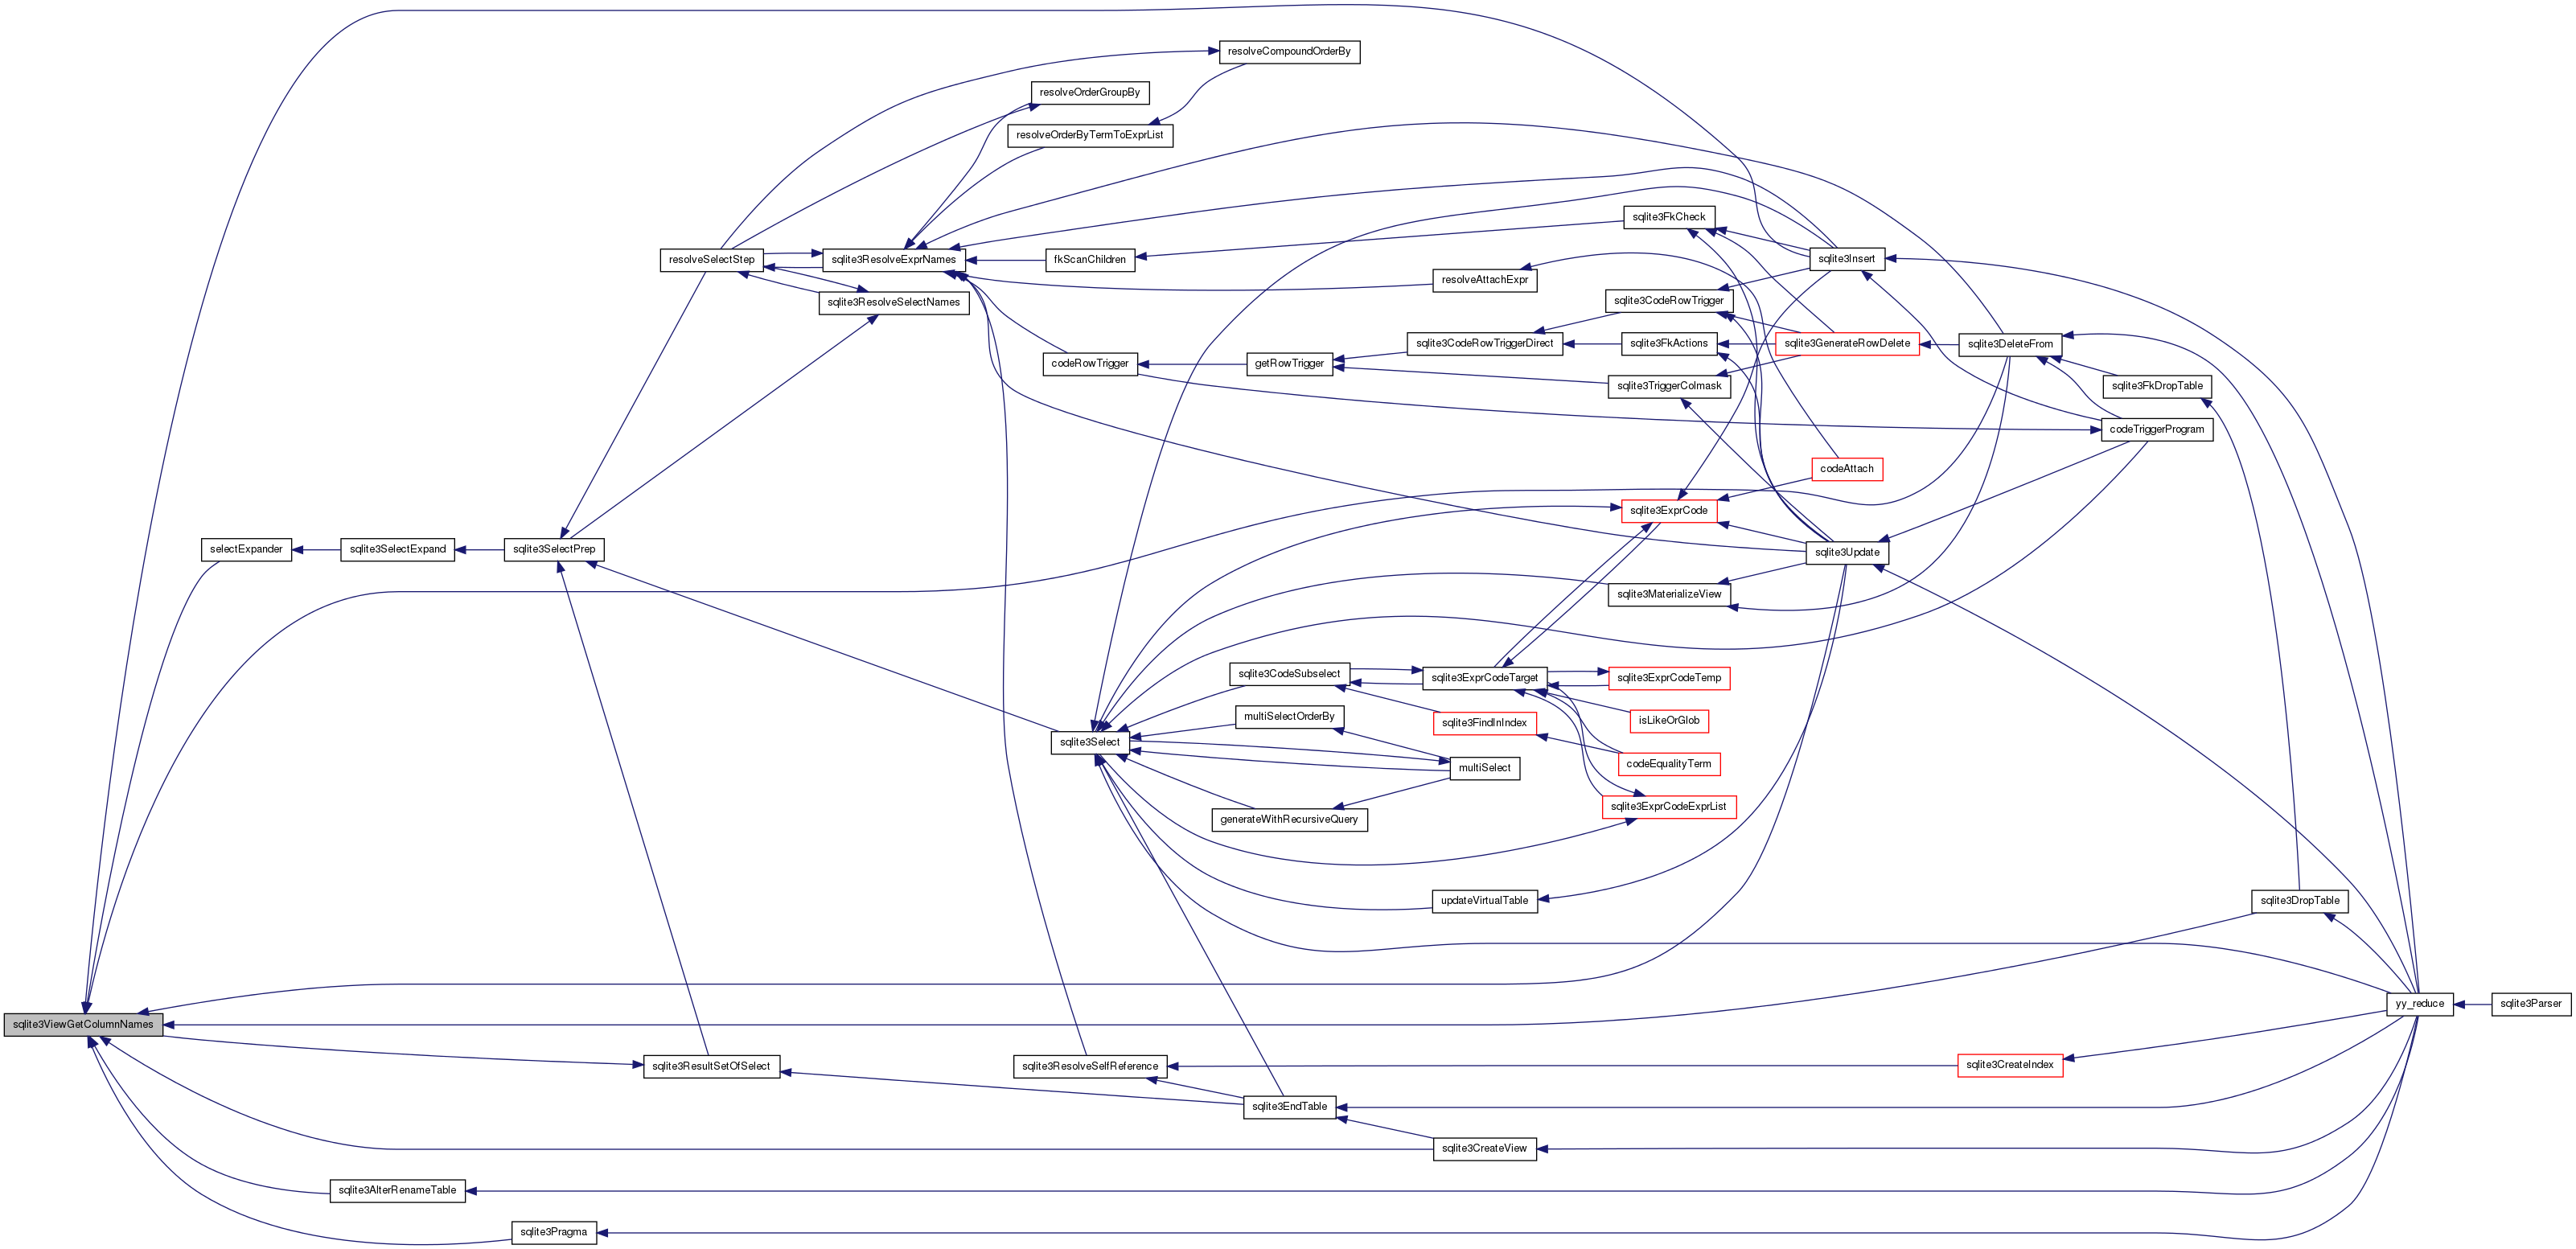 resolveCompoundOrderBy
resolveOrderGroupBy
resolveOrderByTermToExprList
sqlite3FkCheck
resolveSelectStep
sqlite3ResolveExprNames
fkScanChildren
sqlite3Insert
resolveAttachExpr
sqlite3ResolveSelectNames
sqlite3CodeRowTrigger
sqlite3CodeRowTriggerDirect
sqlite3FkActions
sqlite3GenerateRowDelete
sqlite3DeleteFrom
codeRowTrigger
getRowTrigger
sqlite3TriggerColmask
sqlite3FkDropTable
codeTriggerProgram
codeAttach
sqlite3ExprCode
selectExpander
sqlite3SelectExpand
sqlite3SelectPrep
sqlite3Update
sqlite3MaterializeView
sqlite3CodeSubselect
sqlite3ExprCodeTarget
sqlite3ExprCodeTemp
multiSelectOrderBy
sqlite3FindInIndex
isLikeOrGlob
sqlite3Select
multiSelect
codeEqualityTerm
sqlite3ExprCodeExprList
generateWithRecursiveQuery
updateVirtualTable
sqlite3DropTable
yy_reduce
sqlite3Parser
sqlite3ViewGetColumnNames
sqlite3ResultSetOfSelect
sqlite3ResolveSelfReference
sqlite3CreateIndex
sqlite3EndTable
sqlite3CreateView
sqlite3AlterRenameTable
sqlite3Pragma